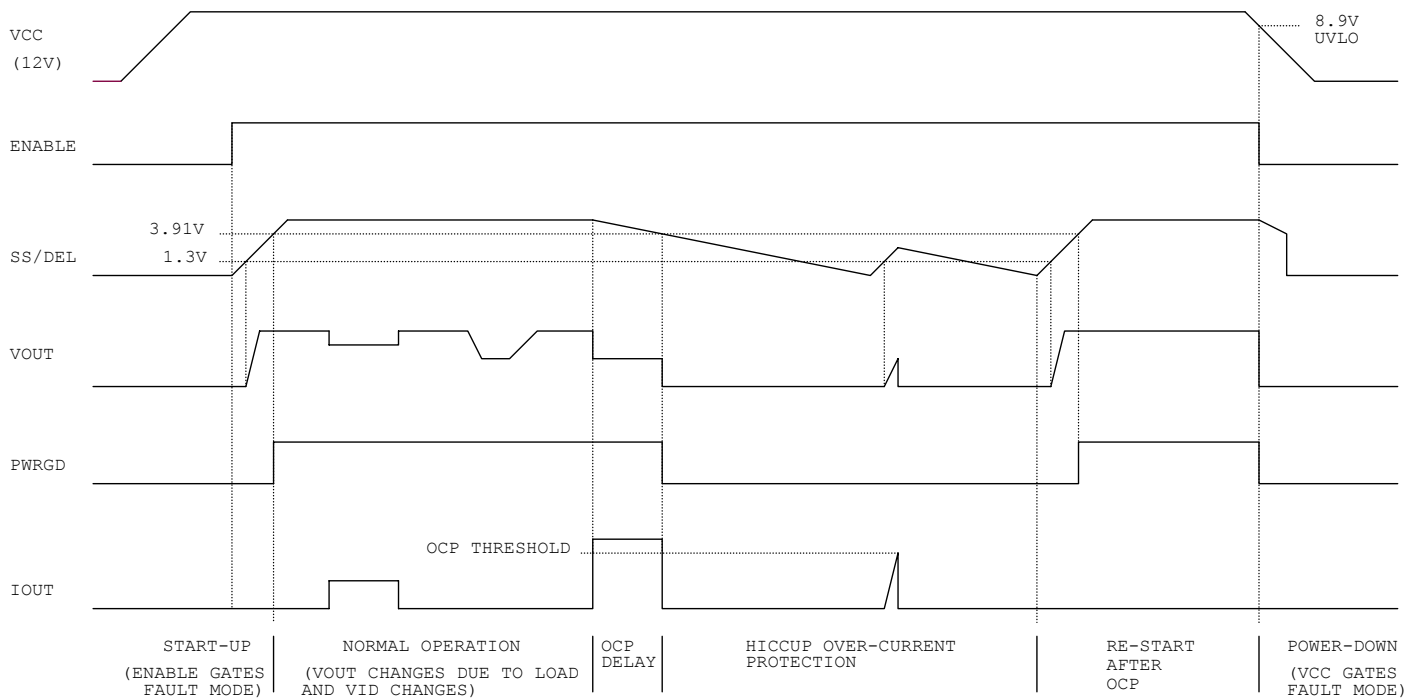 VCC
(12V)
8.9V
UVLO
ENABLE
3.91V
SS/DEL
1.3V
VOUT
PWRGD
OCP THRESHOLD
IOUT
START-UP
(ENABLE GATES
FAULT MODE)
NORMAL OPERATION
(VOUT CHANGES DUE TO LOAD
AND VID CHANGES)
OCP
DELAY
HICCUP OVER-CURRENT
PROTECTION
RE-START
AFTER
OCP
POWER-DOWN
(VCC GATES
FAULT MODE)